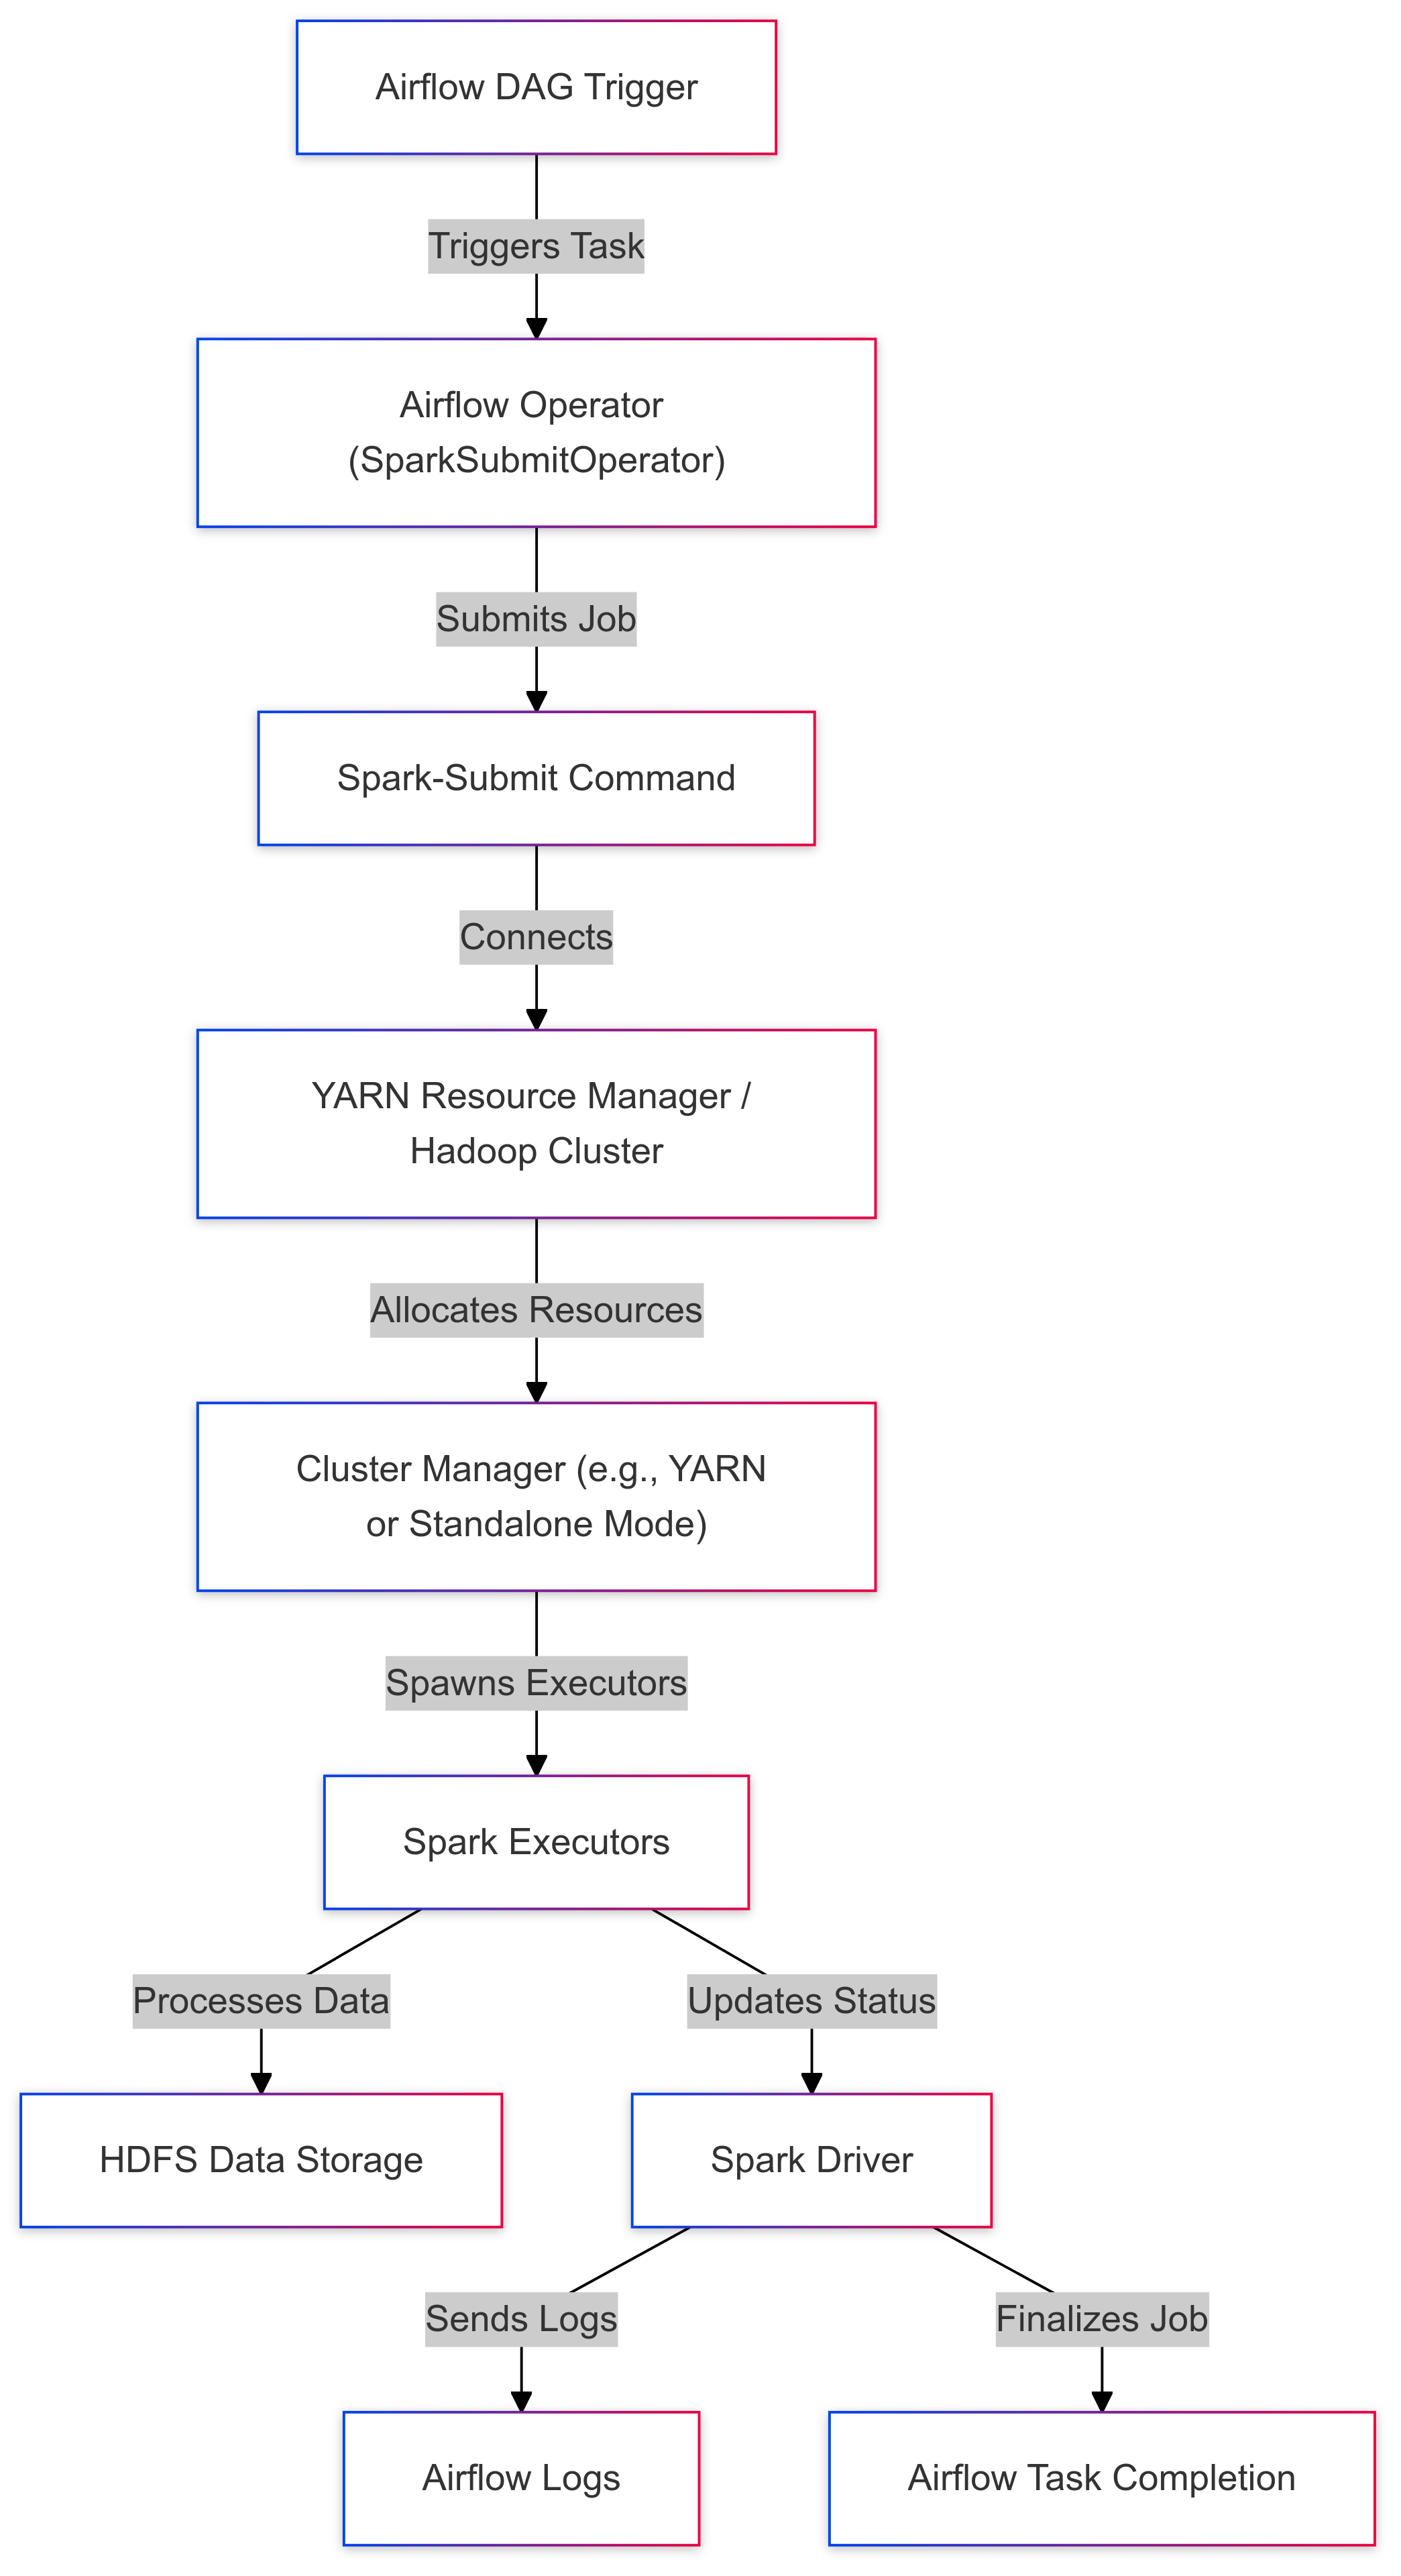 Airflow DAG Trigger
Triggers Task
Airflow Operator
(SparkSubmitOperator)
Submits Job
Spark-Submit Command
Connects
YARN Resource Manager /
Hadoop Cluster
Allocates Resources
Cluster Manager (e.g., YARN
or Standalone Mode)
Spawns Executors
Spark Executors
Processes Data
Updates Status
HDFS Data Storage
Spark Driver
Sends Logs
Finalizes Job
Airflow Logs
Airflow Task Completion